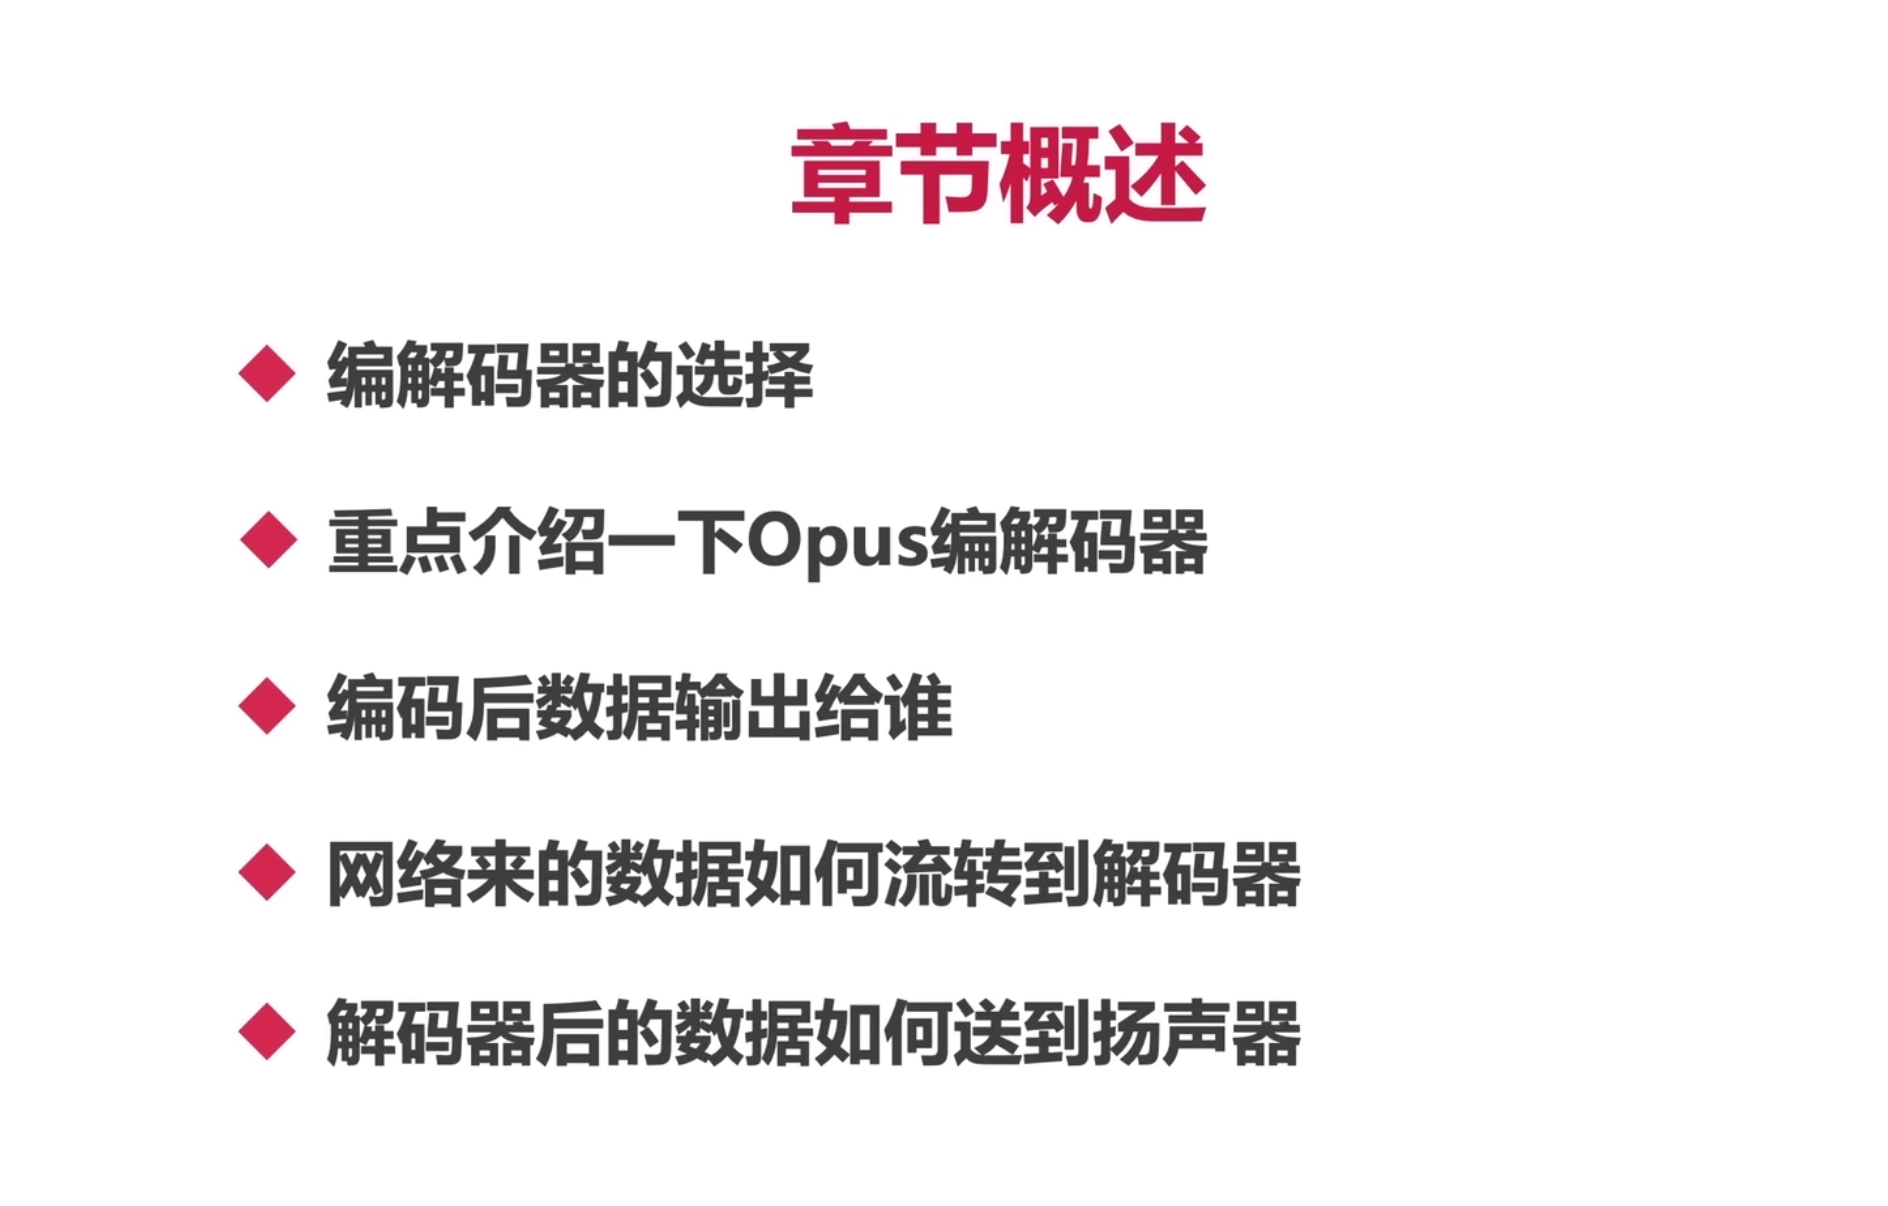 章节概述
编解码器的选择
重点介绍一下Opus编解码器
编码后数据输出给谁
网络来的数据如何流转到解码器
解码器后的数据如何送到扬声器